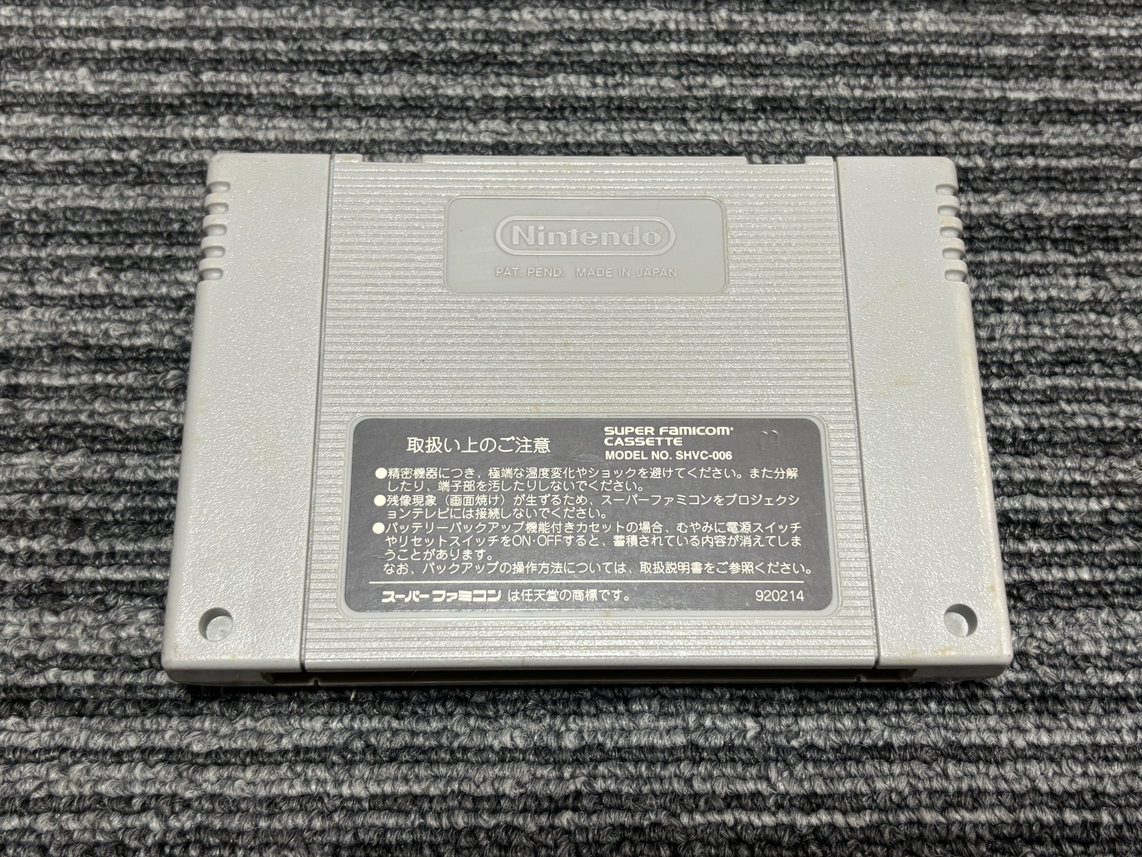 Nintendo
PAT. PEND. MADE IN JAPAN
取扱い上のご注意
SUPER FAMICOM
CASSETTE
MODEL NO. SHVC-006
●精密機器につき、極端な温度変化やショックを避けてください。また分解
したり、端子部を汚したりしないでください。
●残像現象（画面焼け）が生ずるため、スーパーファミコンをプロジェクシ
ョンテレビには接続しないでください。
●バッテリーバックアップ機能付きカセットの場合、むやみに電源スイッチ
やリセットスイッチをON·OFFすると、蓄積されている内容が消えてしま
うことがあります。
なお、バックアップの操作方法については、取扱説明書をご参照ください。
スーパーファミコン は任天堂の商標です。
920214